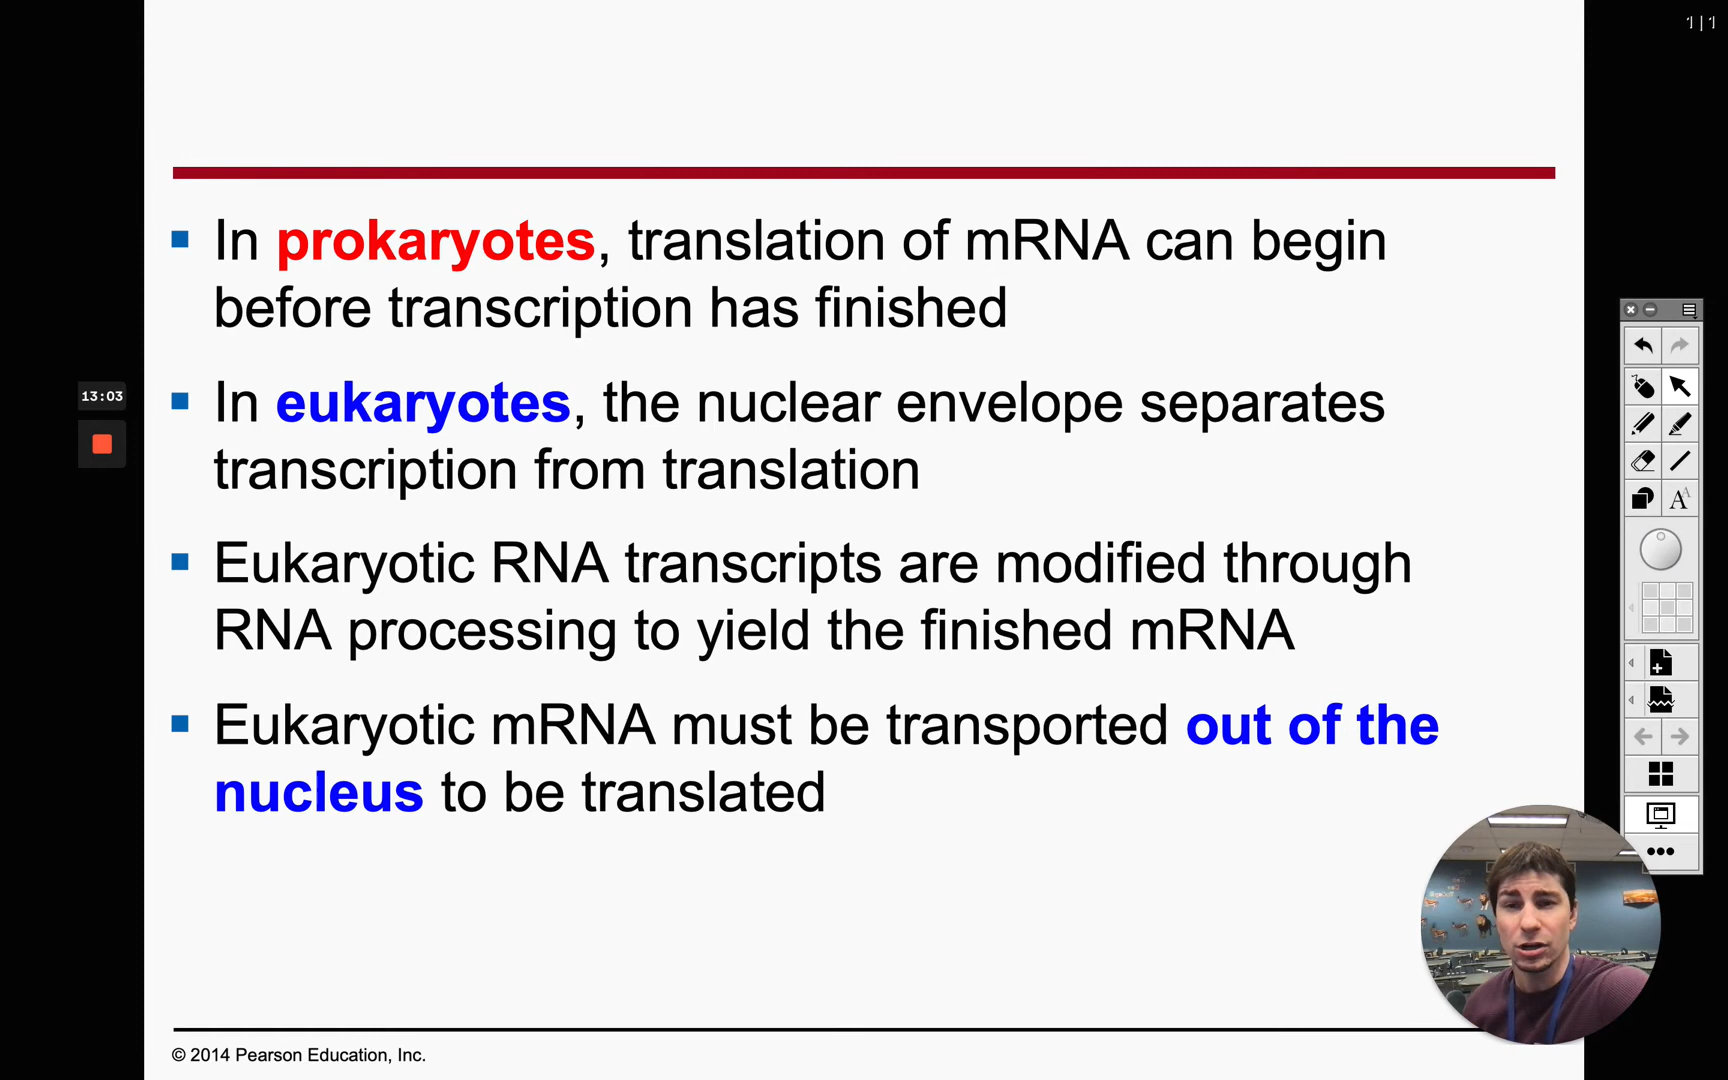 1 | 1
In prokaryotes, translation of mRNA can begin
before transcription has finished
13:03
In eukaryotes, the nuclear envelope separates
transcription from translation
Eukaryotic RNA transcripts are modified through
RNA processing to yield the finished mRNA
Eukaryotic mRNA must be transported out of the
nucleus to be translated
© 2014 Pearson Education, Inc.